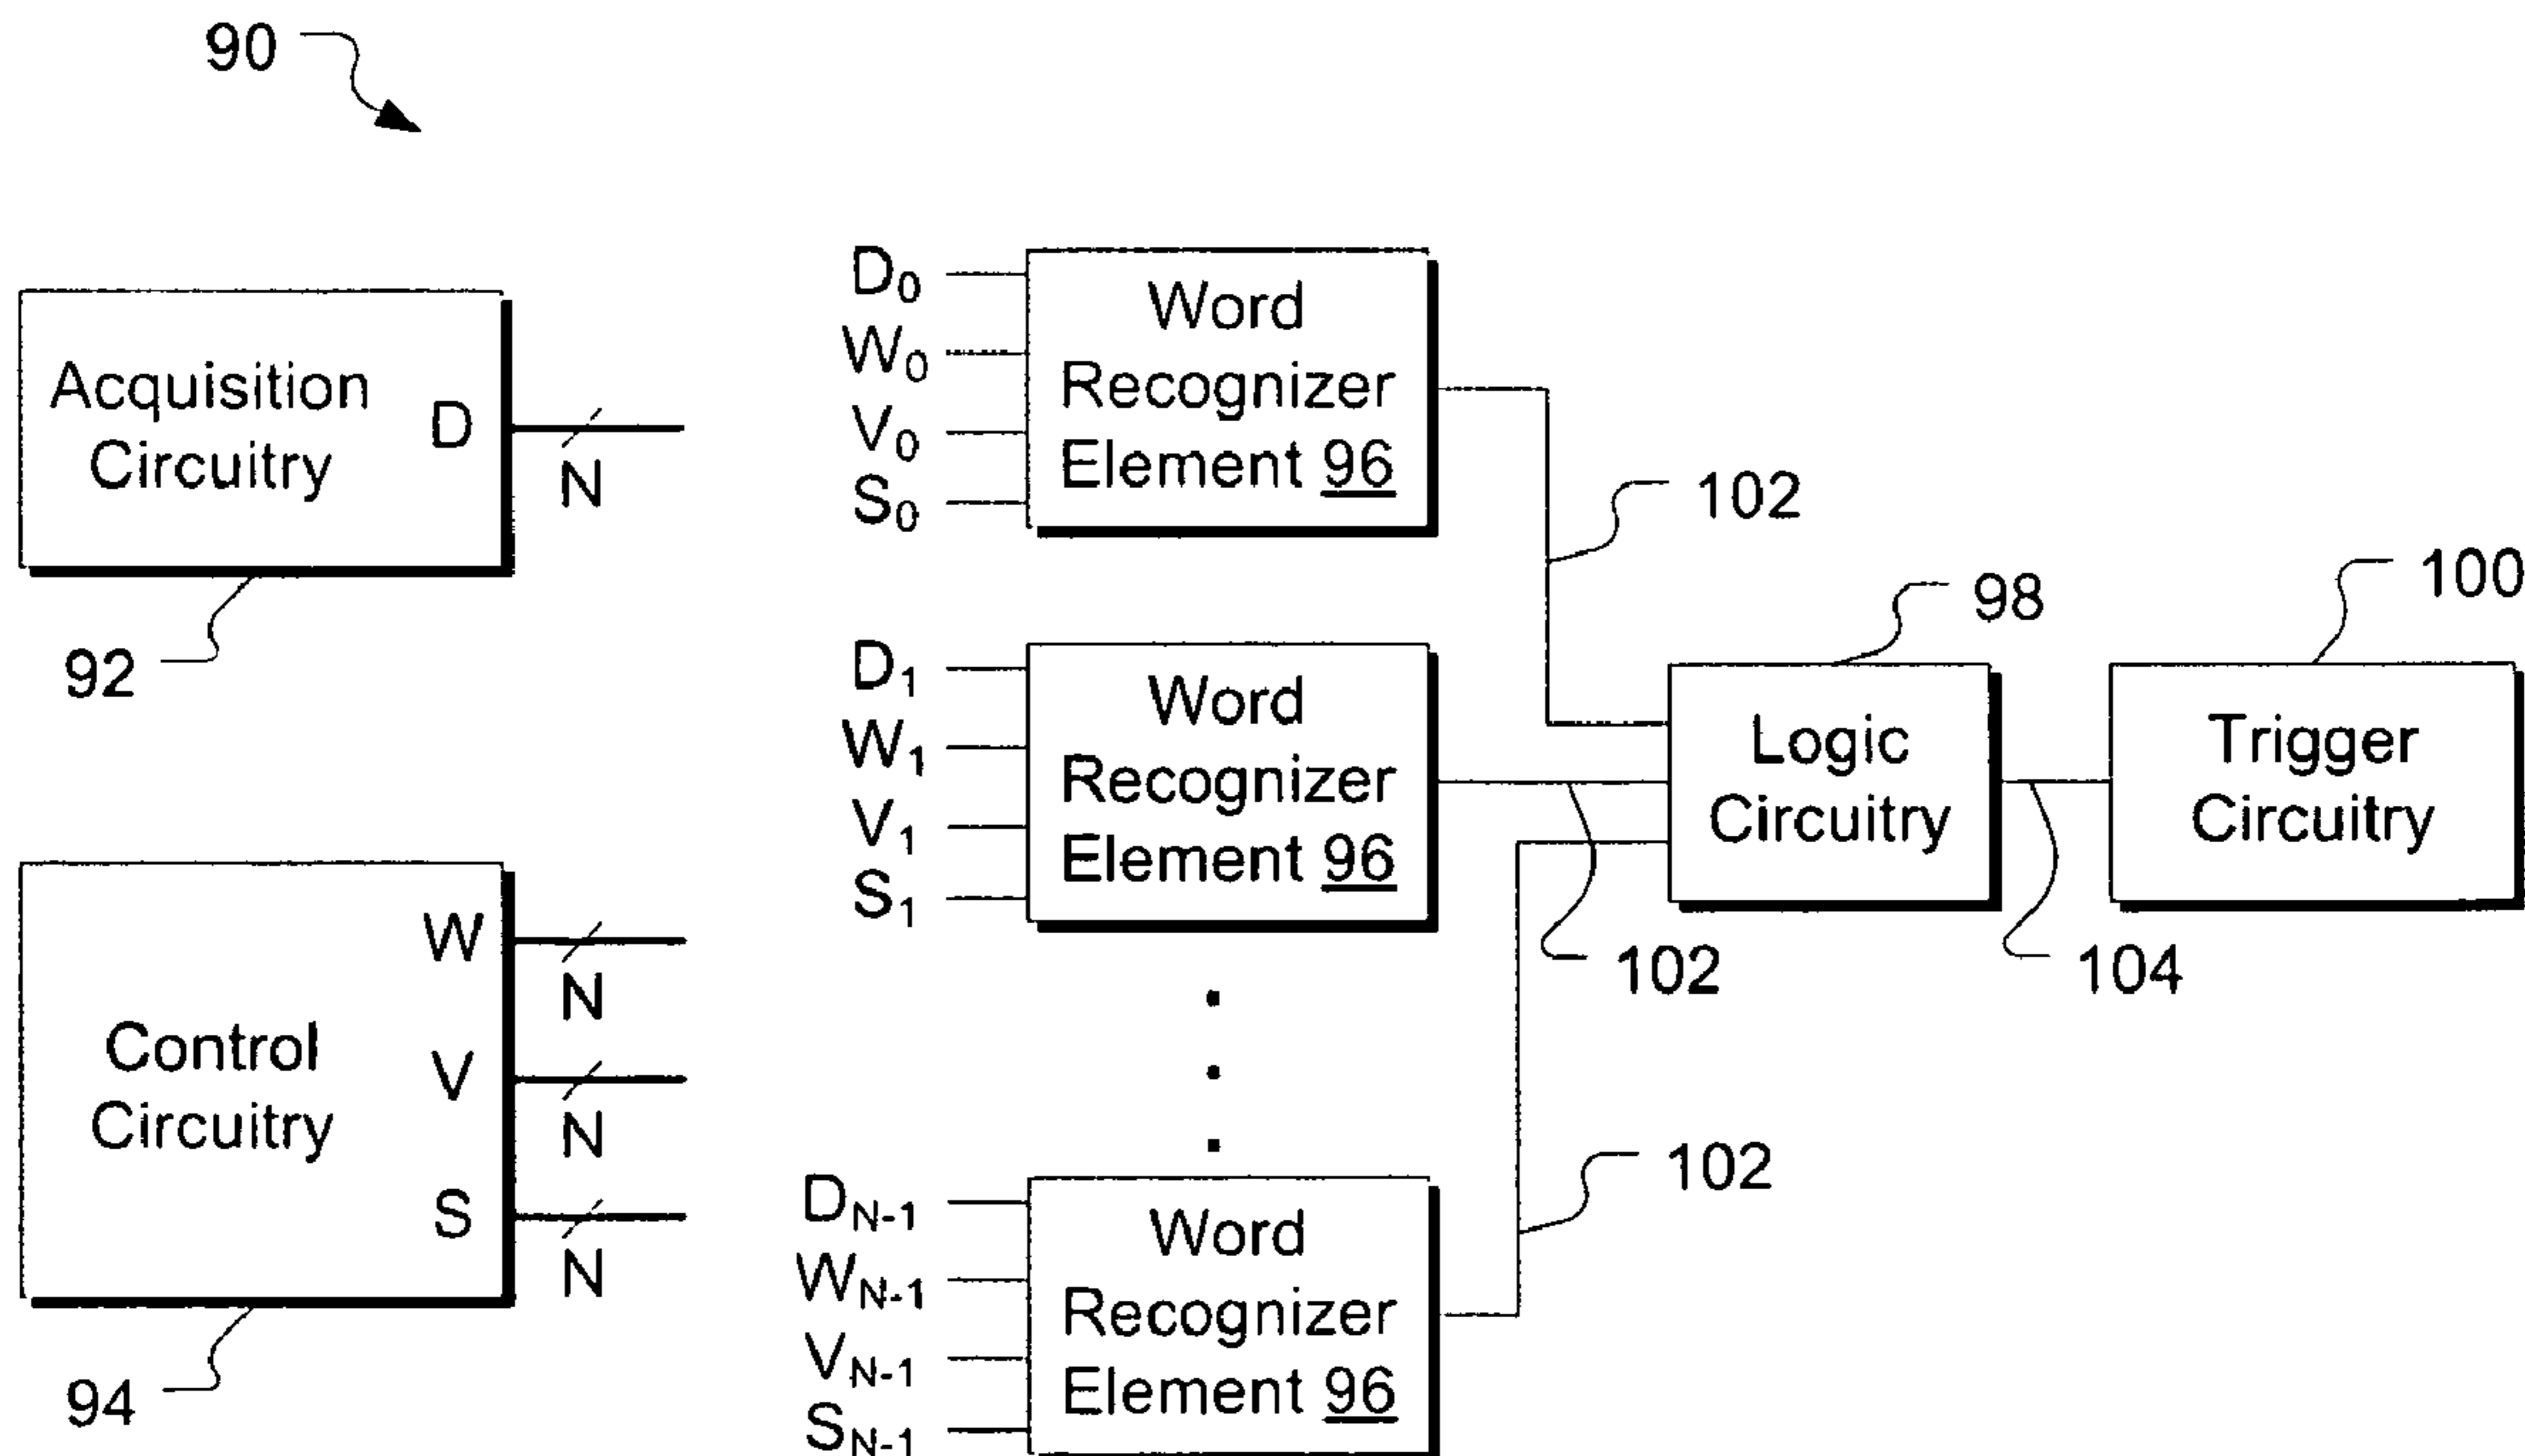 90
Acquisition
Circuitry
D
N
92
Control
Circuitry
W
N
V
N
S
N
94
D₀
W₀
V₀
S₀
Word
Recognizer
Element 96
102
D₁
W₁
V₁
S₁
Word
Recognizer
Element 96
102
Dₙ₋₁
Wₙ₋₁
Vₙ₋₁
Sₙ₋₁
Word
Recognizer
Element 96
102
98
Logic
Circuitry
104
100
Trigger
Circuitry